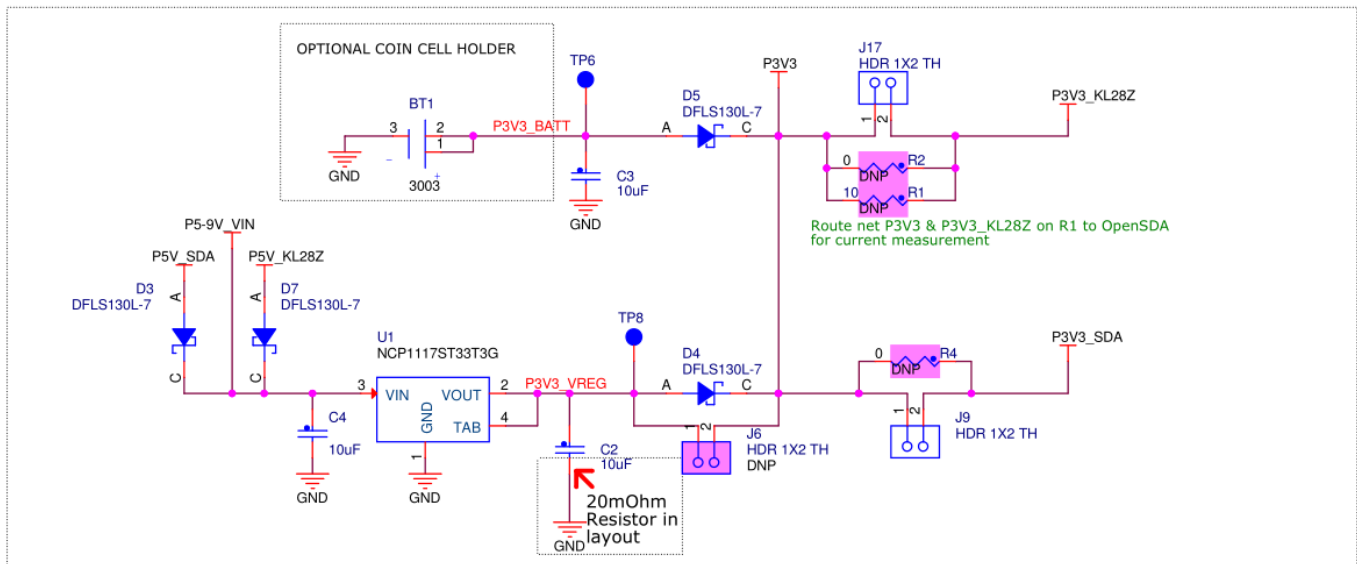 OPTIONAL COIN CELL HOLDER
BT1
3
2
1
-
+
3003
GND
P3V3_BATT
TP6
C3
10uF
GND
D5
DFLS130L-7
A
C
P3V3
J17
HDR 1X2 TH
1
2
P3V3_KL28Z
0
R2
DNP
10
R1
DNP
Route net P3V3 & P3V3_KL28Z on R1 to OpenSDA
for current measurement
P5-9V_VIN
P5V_SDA
P5V_KL28Z
D3
DFLS130L-7
A
C
D7
DFLS130L-7
A
C
C4
10uF
GND
U1
NCP1117ST33T3G
3
VIN
VOUT
2
GND
TAB
4
1
GND
P3V3_VREG
C2
10uF
20mOhm
Resistor in
layout
GND
TP8
D4
DFLS130L-7
A
C
1
2
J6
HDR 1X2 TH
DNP
0
R4
DNP
P3V3_SDA
1
2
J9
HDR 1X2 TH